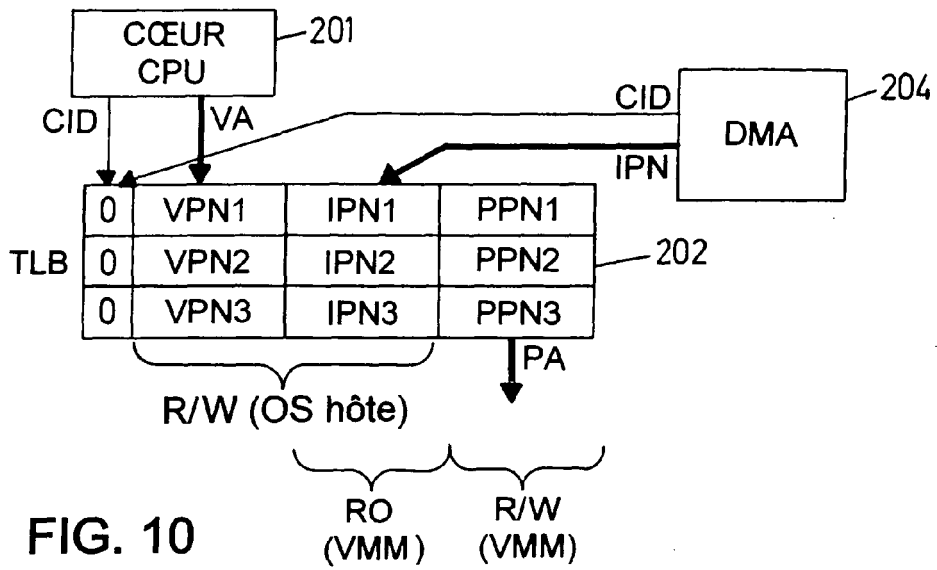 CŒUR
CPU
201
CID
VA
CID
IPN
DMA
204
TLB
0 VPN1 IPN1 PPN1
0 VPN2 IPN2 PPN2
0 VPN3 IPN3 PPN3
202
PA
R/W (OS hôte)
RO
(VMM)
R/W
(VMM)
FIG. 10